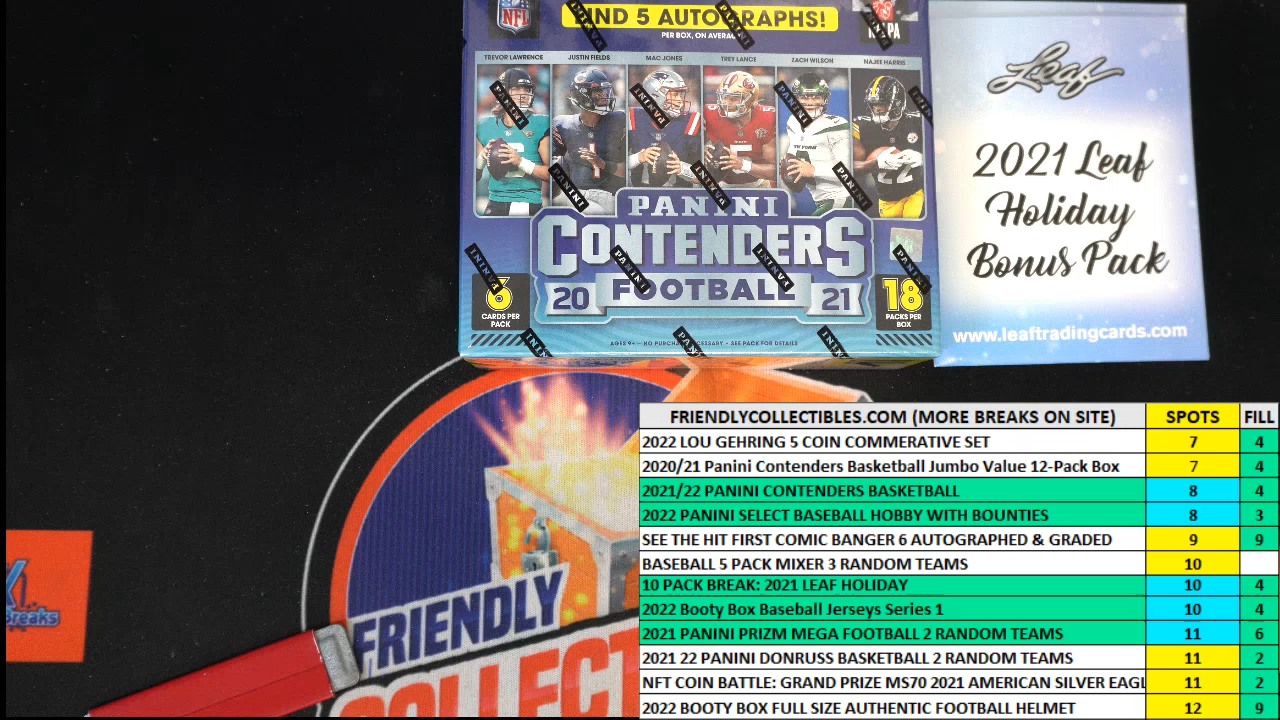 NFL
FIND 5 AUTOGRAPHS!
PER BOX, ON AVERAGE
TREVOR LAWRENCE JUSTIN FIELDS MAC JONES TREY LANCE ZACH WILSON NAJEE HARRIS
PANINI
CONTENDERS
20 FOOTBALL 21
6
CARDS PER
PACK
18
PACKS PER
BOX
Leaf
2021 Leaf
Holiday
Bonus Pack
www.leaftradingcards.com
FRIENDLY
COLLECT
Breaks
FRIENDLYCOLLECTIBLES.COM (MORE BREAKS ON SITE) SPOTS FILL
2022 LOU GEHRING 5 COIN COMMERATIVE SET 7 4
2020/21 Panini Contenders Basketball Jumbo Value 12-Pack Box 7 4
2021/22 PANINI CONTENDERS BASKETBALL 8 4
2022 PANINI SELECT BASEBALL HOBBY WITH BOUNTIES 8 3
SEE THE HIT FIRST COMIC BANGER 6 AUTOGRAPHED & GRADED 9 9
BASEBALL 5 PACK MIXER 3 RANDOM TEAMS 10
10 PACK BREAK: 2021 LEAF HOLIDAY 10 4
2022 Booty Box Baseball Jerseys Series 1 10 4
2021 PANINI PRIZM MEGA FOOTBALL 2 RANDOM TEAMS 11 6
2021 22 PANINI DONRUSS BASKETBALL 2 RANDOM TEAMS 11 2
NFT COIN BATTLE: GRAND PRIZE MS70 2021 AMERICAN SILVER EAGL 11 2
2022 BOOTY BOX FULL SIZE AUTHENTIC FOOTBALL HELMET 12 9